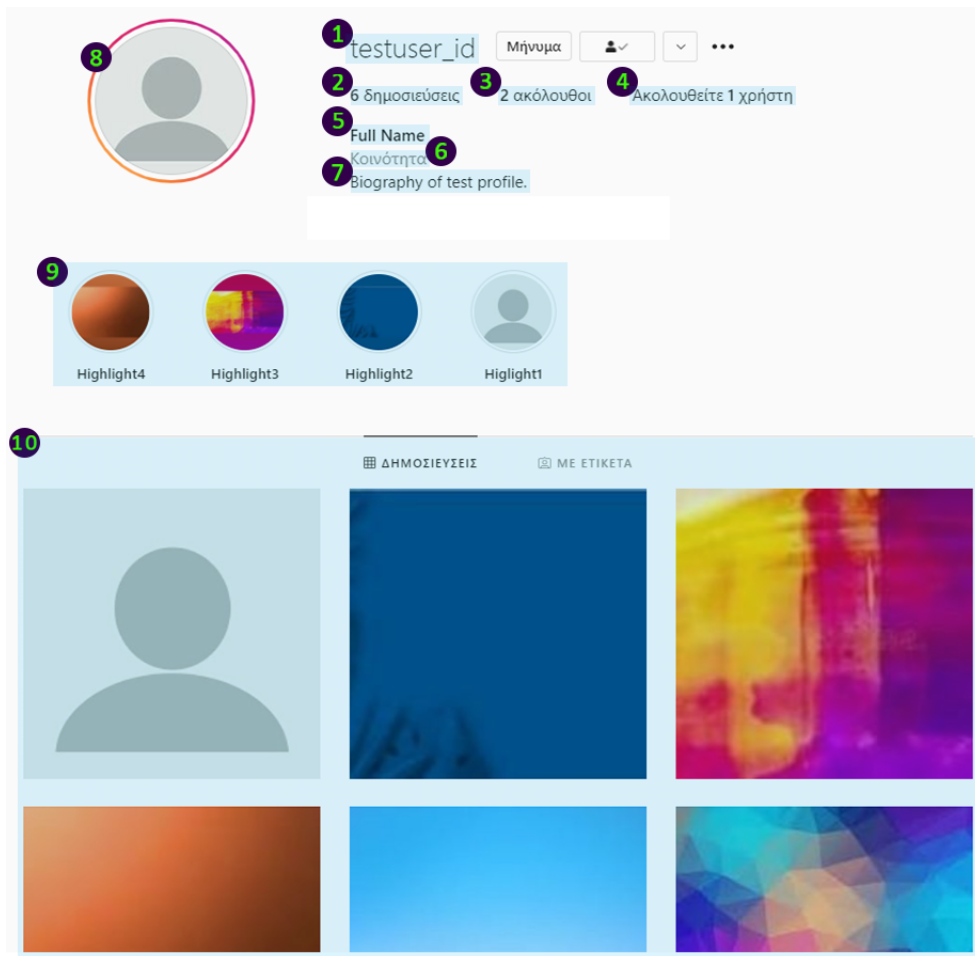 8
1 testuser_id Μήνυμα
2 6 δημοσιεύσεις 3 2 ακόλουθοι 4 Ακολουθείτε 1 χρήστη
5 Full Name
Κοινότητα 6
7 Biography of test profile.
9
Highlight4 Highlight3 Highlight2 Higlight1
10
ΔΗΜΟΣΙΕΥΣΕΙΣ ΜΕ ΕΤΙΚΕΤΑ